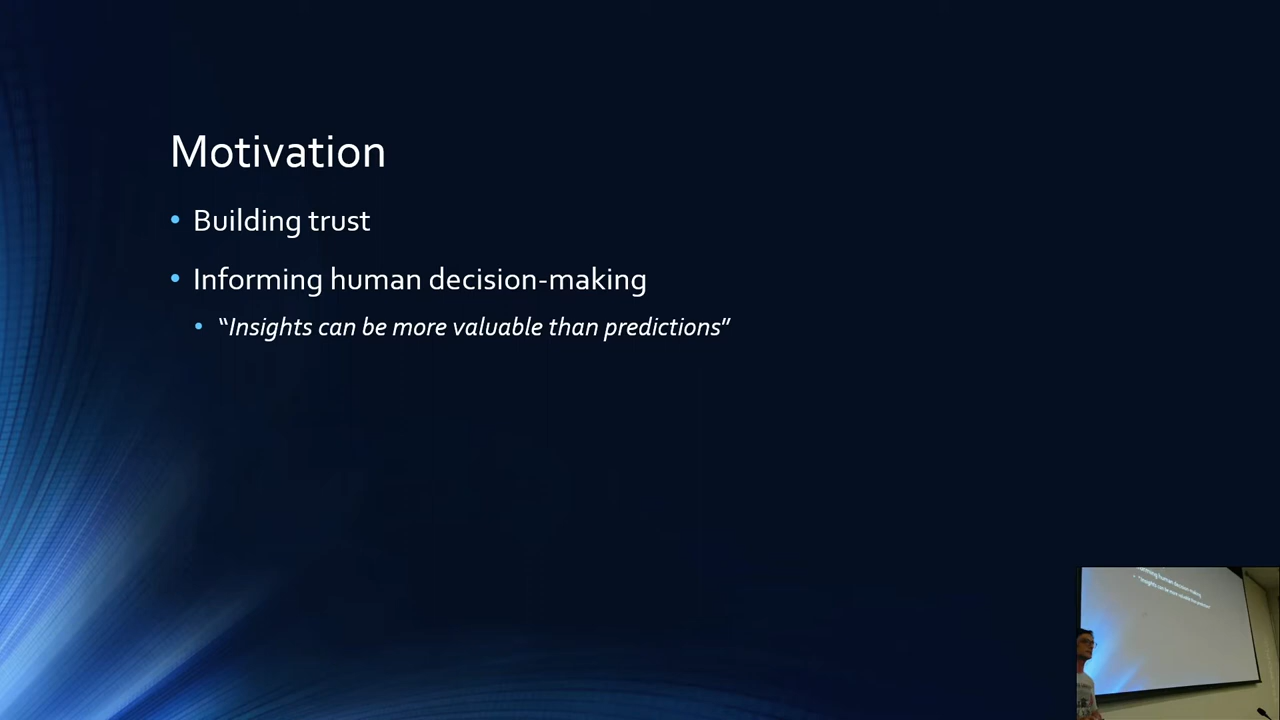 Motivation
• Building trust
• Informing human decision-making
• “Insights can be more valuable than predictions”